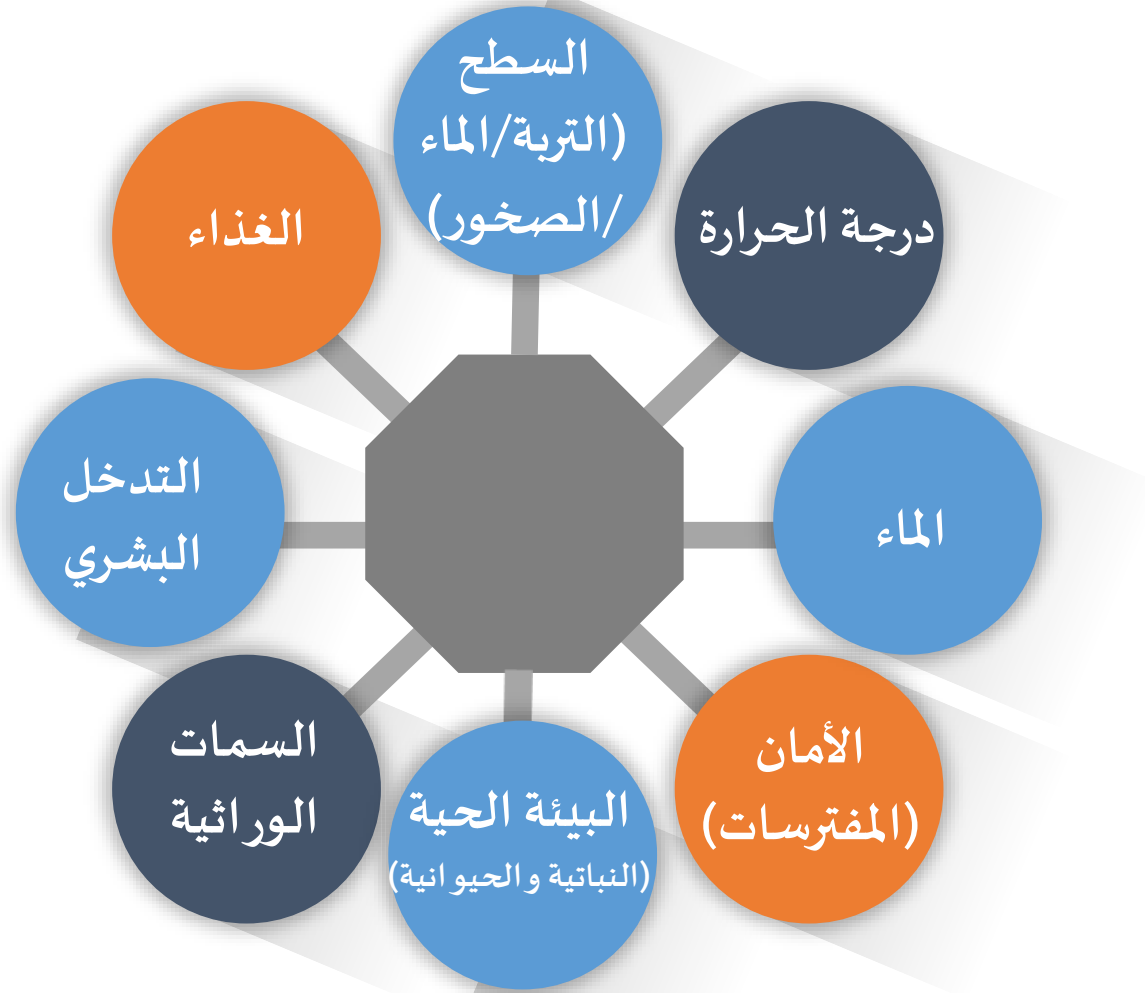 السطح
(التربة/الماء
/الصخور)
درجة الحرارة
الماء
الأمان
(المفترسات)
البيئة الحية
(النباتية والحيوانية)
السمات
الوراثية
التدخل
البشري
الغذاء